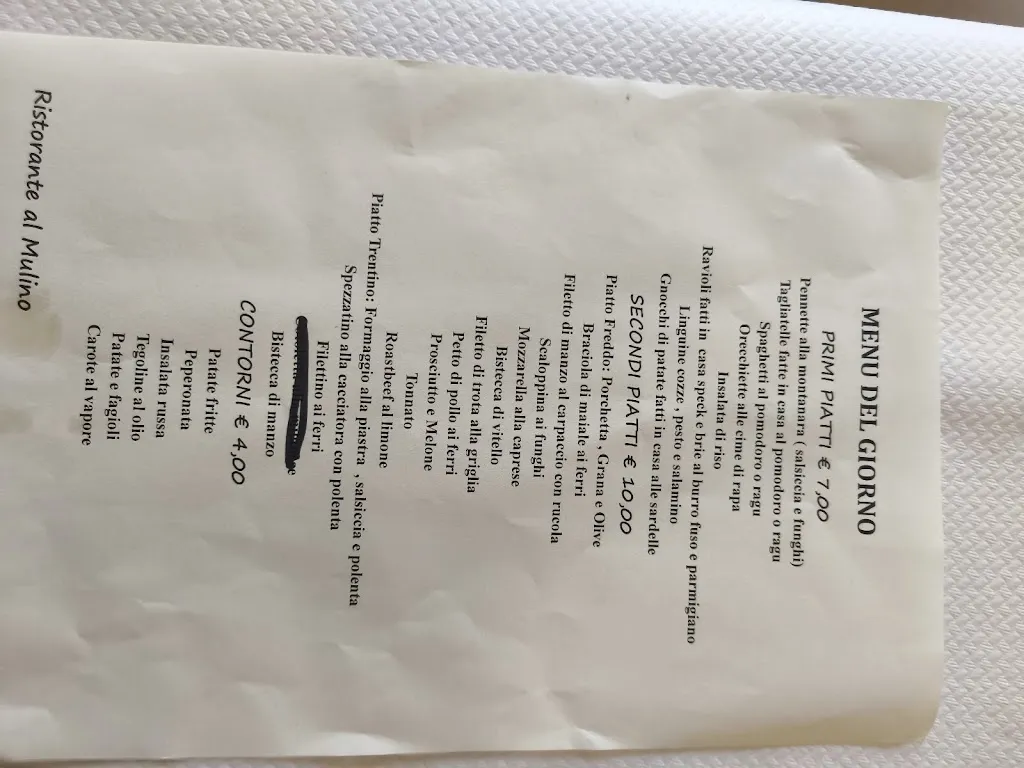 MENU DEL GIORNO
PRIMI PIATTI € 7,00
Pennette alla montanara ( salsiccia e funghi)
Tagliatelle fatte in casa al pomodoro o ragu
Spaghetti al pomodoro o ragu
Orecchiette alle cime di rapa
Insalata di riso
Ravioli fatti in casa speck e brie al burro fuso e parmigiano
Linguine cozze , pesto e salamino
Gnocchi di patate fatti in casa alle sardelle
SECONDI PIATTI € 10,00
Piatto Freddo: Porchetta , Grana e Olive
Braciola di maiale ai ferri
Filetto di manzo al carpaccio con rucola
Scaloppina ai funghi
Mozzarella alla caprese
Bistecca di vitello
Filetto di trota alla griglia
Petto di pollo ai ferri
Prosciuto e Melone
Tonnato
Roastbeef al limone
Piatto Trentino: Formaggio alla piastra , salsiccia e polenta
Spezzatino alla cacciatora con polenta
Filettino ai ferri
Bistecca di manzo
CONTORNI € 4,00
Patate fritte
Peperonata
Insalata russa
Tegoline al olio
Patate e fagioli
Carote al vapore
Ristorante al Mulino